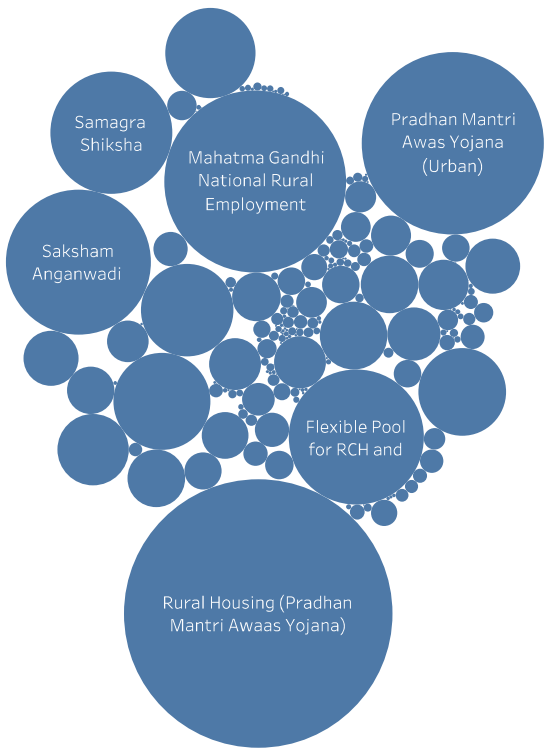 Samagra
Shiksha
Pradhan Mantri
Awas Yojana
(Urban)
Mahatma Gandhi
National Rural
Employment
Saksham
Anganwadi
Flexible Pool
for RCH and
Rural Housing (Pradhan
Mantri Awaas Yojana)